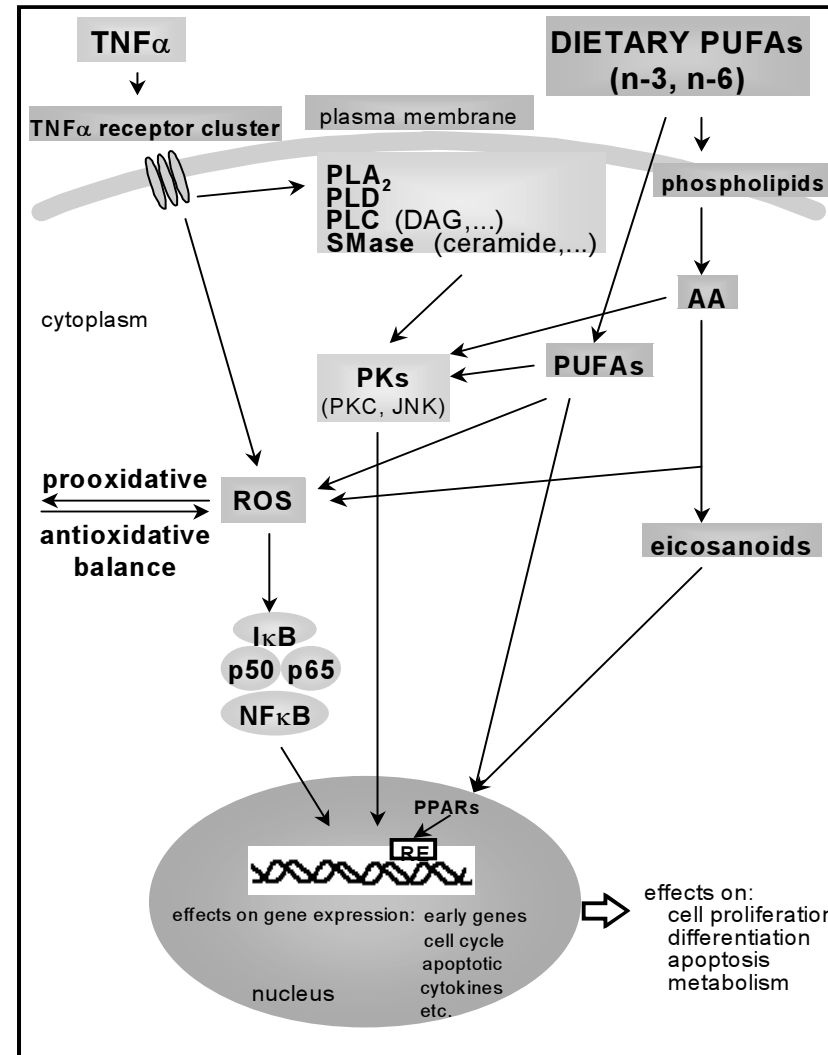 TNFα
DIETARY PUFAs
(n-3, n-6)
TNFα receptor cluster
plasma membrane
PLA₂
PLD
PLC (DAG,...)
SMase (ceramide,...)
phospholipids
AA
cytoplasm
PKs
(PKC, JNK)
PUFAs
prooxidative
antioxidative
balance
ROS
eicosanoids
IκB
p50 p65
NFκB
PPARs
RE
effects on gene expression: early genes
cell cycle
apoptotic
cytokines
etc.
nucleus
effects on:
cell proliferation
differentiation
apoptosis
metabolism